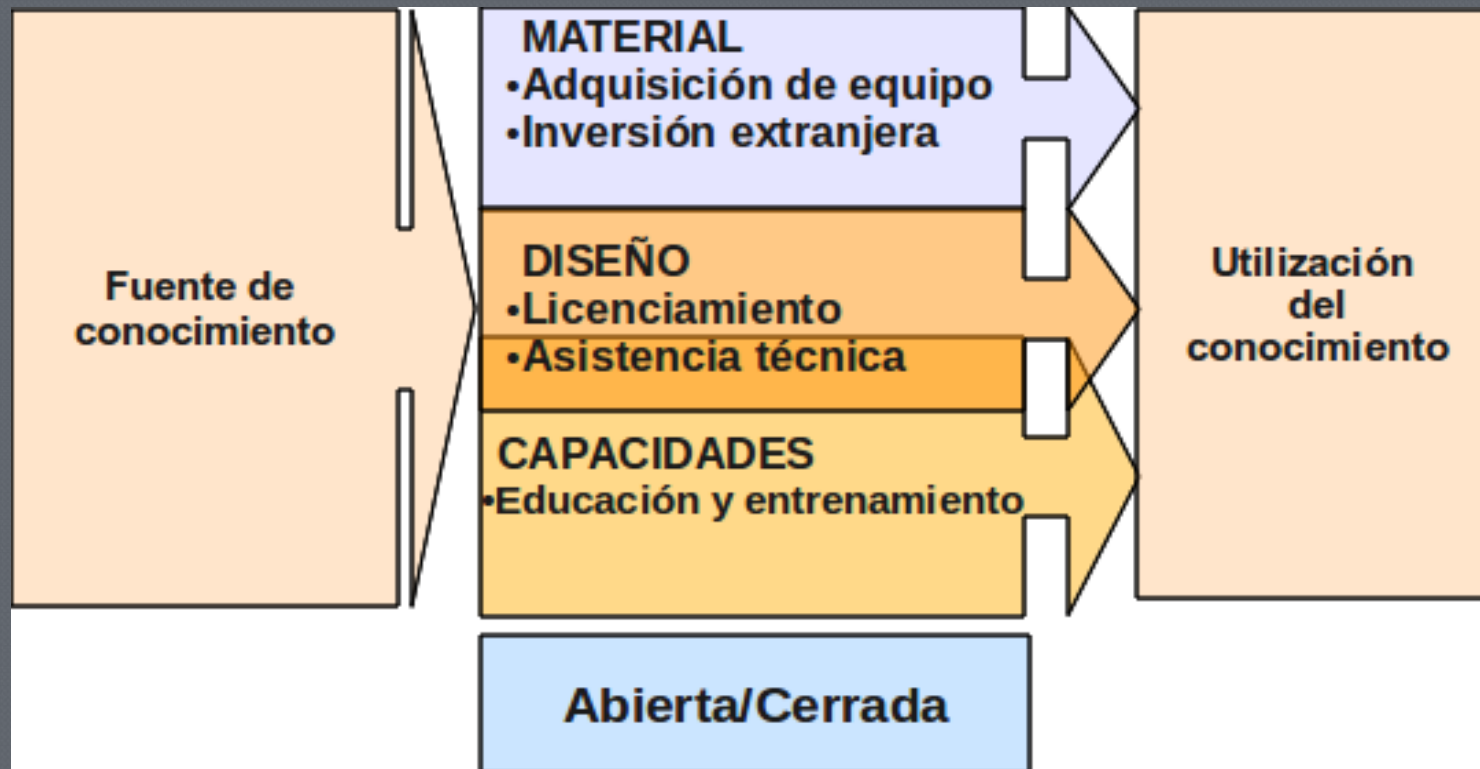 Fuente de
conocimiento
MATERIAL
•Adquisición de equipo
•Inversión extranjera
DISEÑO
•Licenciamiento
•Asistencia técnica
CAPACIDADES
•Educación y entrenamiento
Abierta/Cerrada
Utilización
del
conocimiento